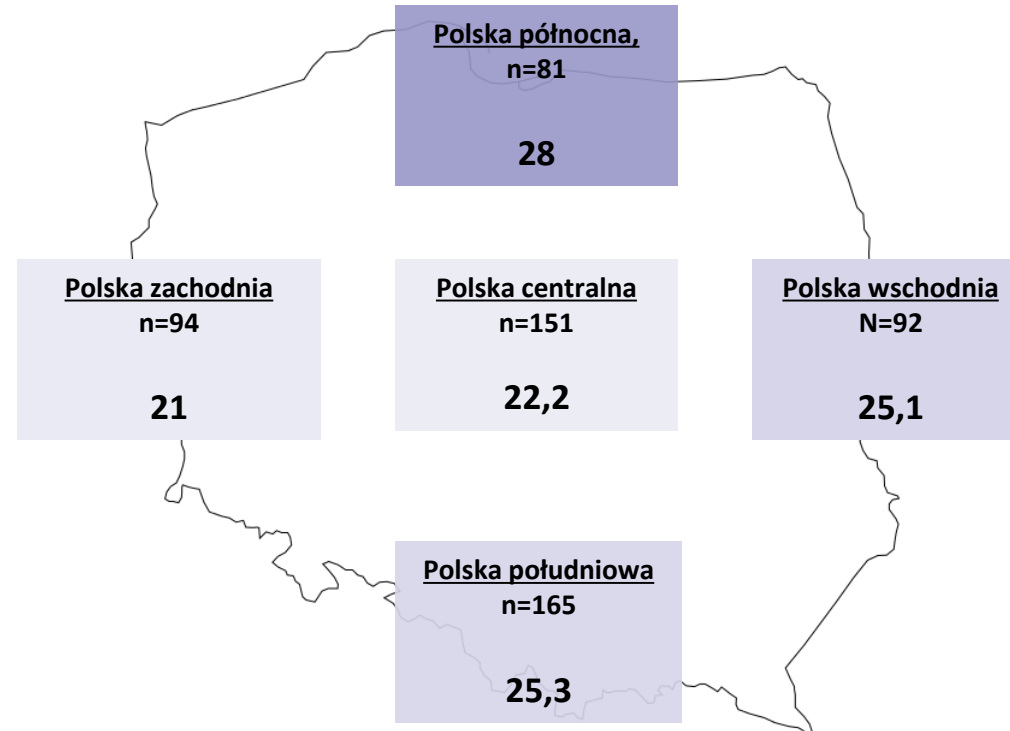 Polska północna,
n=81
28
Polska zachodnia
n=94
21
Polska centralna
n=151
22,2
Polska wschodnia
N=92
25,1
Polska południowa
n=165
25,3